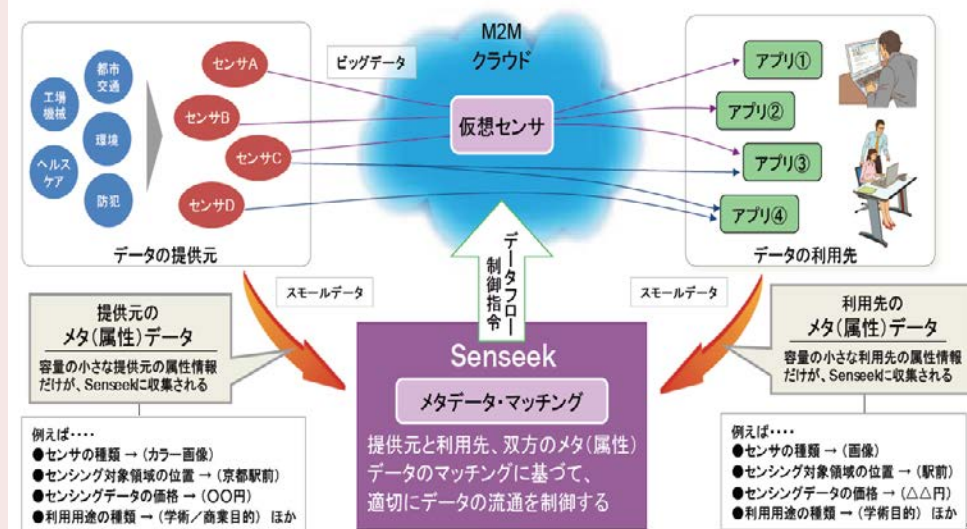 M2M
クラウド
ビッグデータ
都市
交通
工場
機械
環境
ヘルス
ケア
防犯
センサA
センサB
センサC
センサD
仮想センサ
アプリ①
アプリ②
アプリ③
アプリ④
データの提供元
データの利用先
スモールデータ
スモールデータ
データフロー
制御指令
提供元の
メタ(属性)データ
容量の小さな提供元の属性情報
だけが、Senseekに収集される
利用先の
メタ(属性)データ
容量の小さな利用先の属性情報
だけが、Senseekに収集される
Senseek
メタデータ・マッチング
提供元と利用先、双方のメタ(属性)
データのマッチングに基づて、
適切にデータの流通を制御する
例えば‥‥
●センサの種類 → (カラー画像)
●センシング対象領域の位置 → (京都駅前)
●センシングデータの価格 → (〇〇円)
●利用用途の種類 → (学術/商業目的) ほか
例えば‥‥
●センサの種類 → (画像)
●センシング対象領域の位置 → (駅前)
●センシングデータの価格 → (△△円)
●利用用途の種類 → (学術目的) ほか